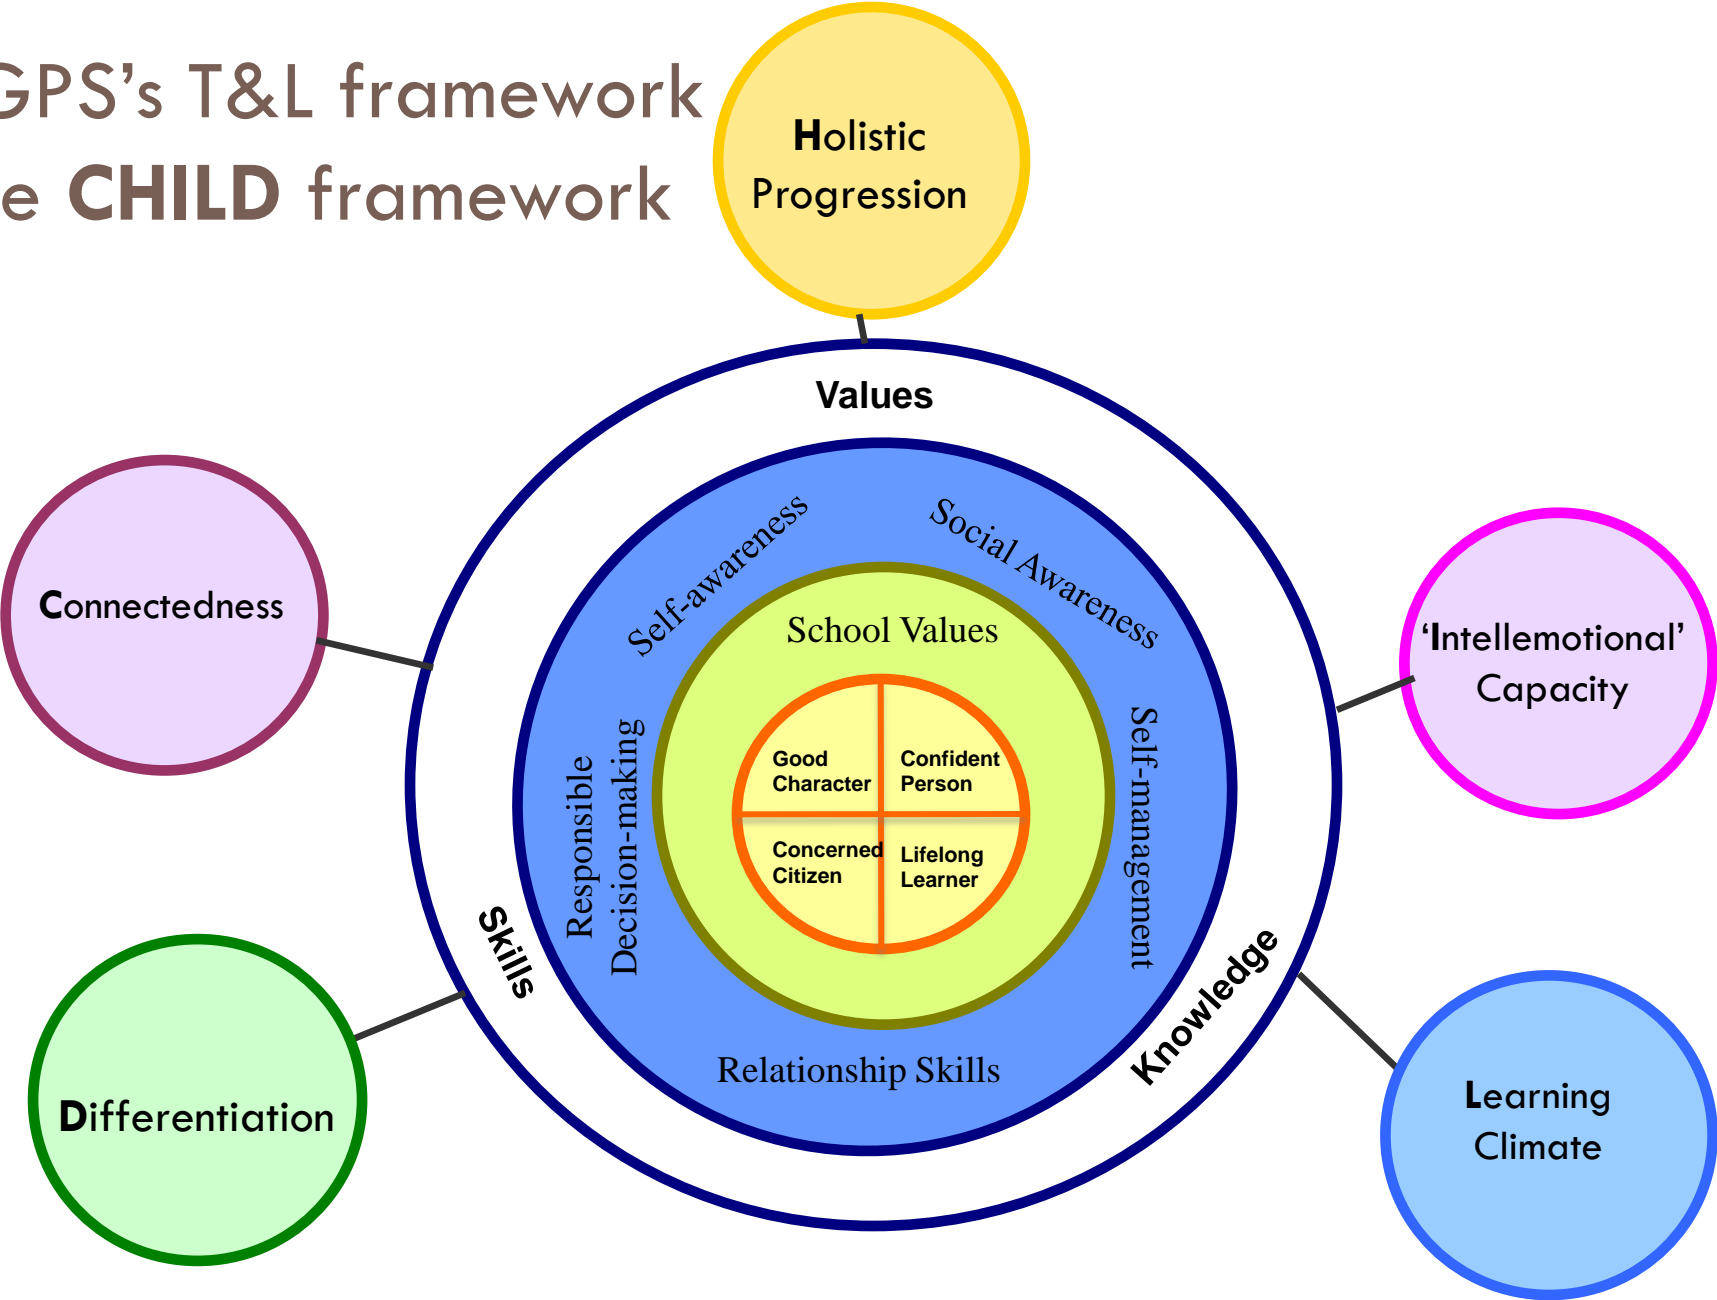 GPS’s T&L framework
e CHILD framework
Holistic
Progression
Values
Connectedness
Self-awareness
Social Awareness
‘Intellemotional’
Capacity
School Values
Good
Character
Confident
Person
Concerned
Citizen
Lifelong
Learner
Responsible
Decision-making
Self-management
Skills
Knowledge
Relationship Skills
Differentiation
Learning
Climate